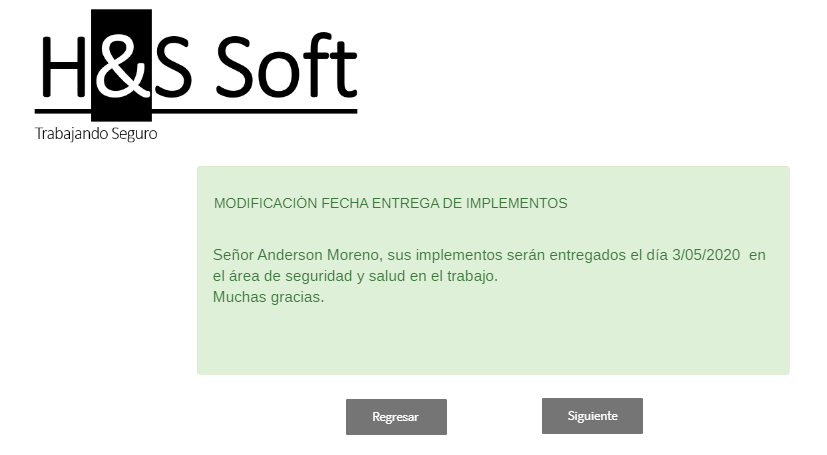 H&S Soft
Trabajando Seguro
MODIFICACIÓN FECHA ENTREGA DE IMPLEMENTOS
Señor Anderson Moreno, sus implementos serán entregados el día 3/05/2020 en
el área de seguridad y salud en el trabajo.
Muchas gracias.
Regresar
Siguiente